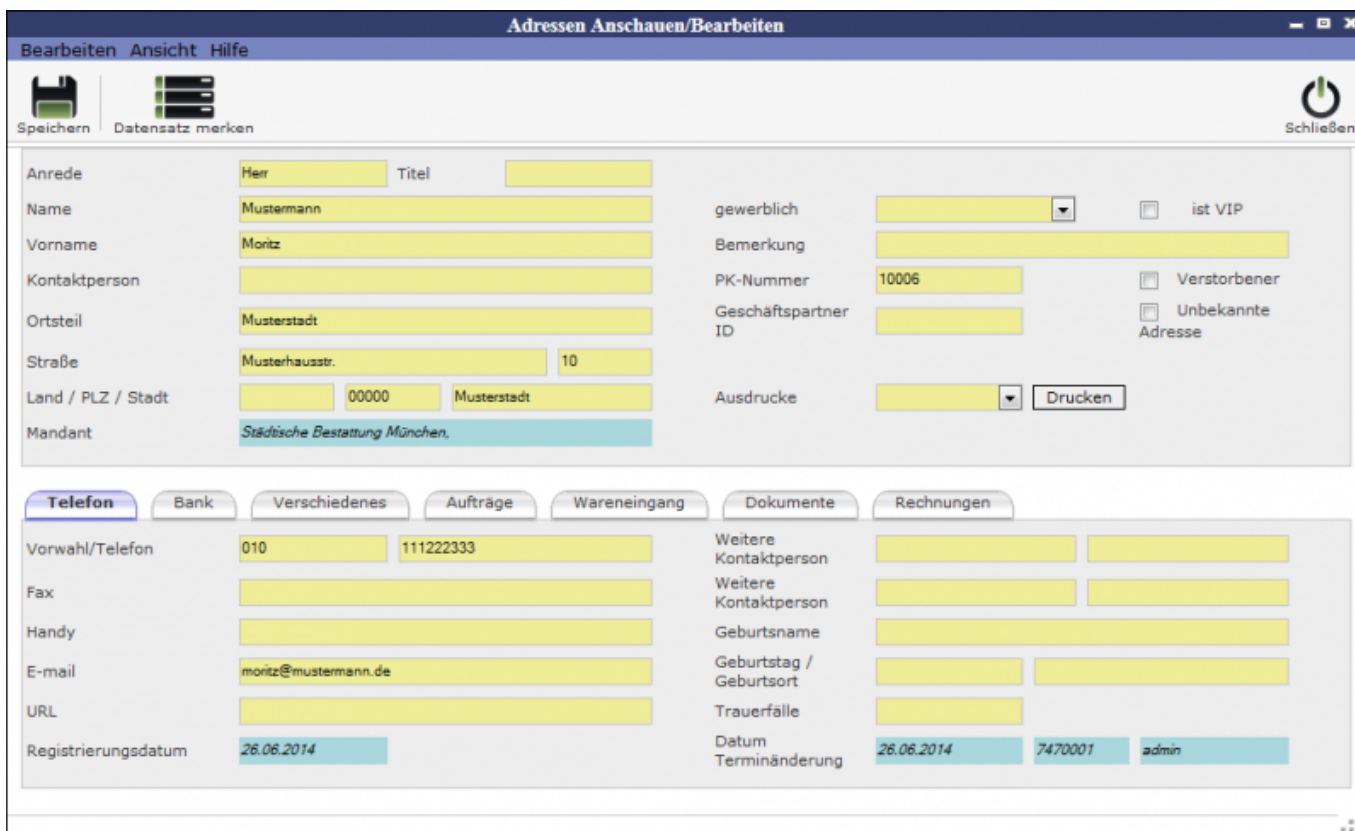 Adressen Anschauen/Bearbeiten
Bearbeiten Ansicht Hilfe
Speichern Datensatz merken Schließen
Anrede Herr Titel
Name Mustermann gewerblich ist VIP
Vorname Moritz Bemerkung
Kontaktperson PK-Nummer 10006 Verstorbener
Ortsteil Musterstadt Geschäftspartner ID Unbekannte Adresse
Straße Musterhausstr. 10
Land / PLZ / Stadt 00000 Musterstadt Ausdrucke Drucken
Mandant Städtische Bestattung München,
Telefon Bank Verschiedenes Aufträge Wareneingang Dokumente Rechnungen
Vorwahl/Telefon 010 111222333 Weitere Kontaktperson
Fax Weitere Kontaktperson
Handy Geburtsname
E-mail moritz@mustermann.de Geburtstag / Geburtsort
URL Trauerfälle
Registrierungsdatum 26.06.2014 Datum Terminänderung 26.06.2014 7470001 admin